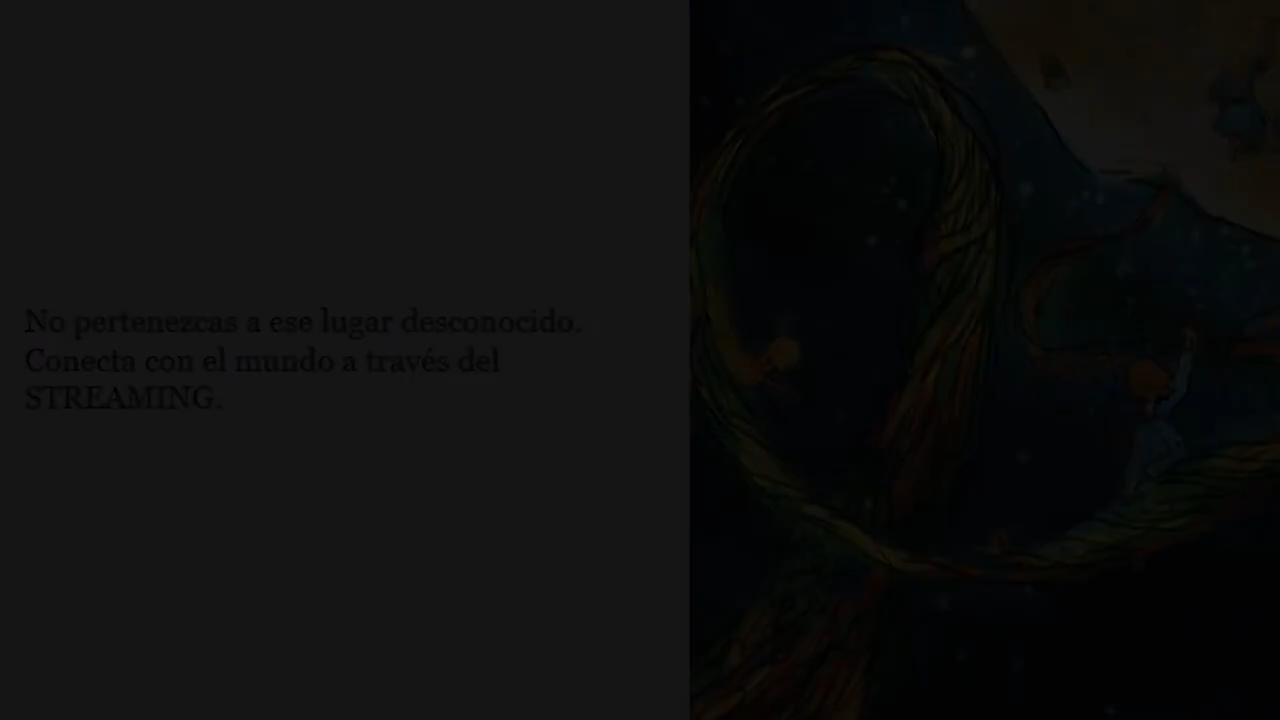 No pertenezcas a ese lugar desconocido.
Conecta con el mundo a través del
STREAMING.